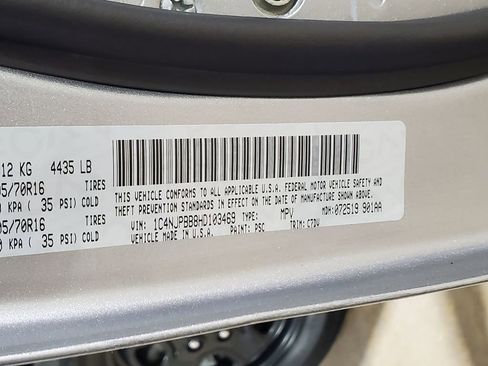 12 KG 4435 LB
5/70R16 TIRES
KPA ( 35 PSI) COLD
5/70R16 TIRES
KPA ( 35 PSI) COLD
THIS VEHICLE CONFORMS TO ALL APPLICABLE U.S.A. FEDERAL MOTOR VEHICLE SAFETY AND
THEFT PREVENTION STANDARDS IN EFFECT ON THE DATE OF MANUFACTURE SHOWN ABOVE.
VIN: 1C4NJPBB8HD103469 TYPE: MPV MDH:072519 901AA
VEHICLE MADE IN U.S.A. PAINT: PSC TRIM:C7DV